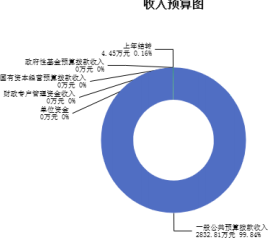 收入预算图
上年结转
4.45万元 0.16%
政府性基金预算拨款收入
0万元 0%
国有资本经营预算拨款收入
0万元 0%
财政专户管理资金收入
0万元 0%
单位资金
0万元 0%
一般公共预算拨款收入
2832.81万元 99.84%